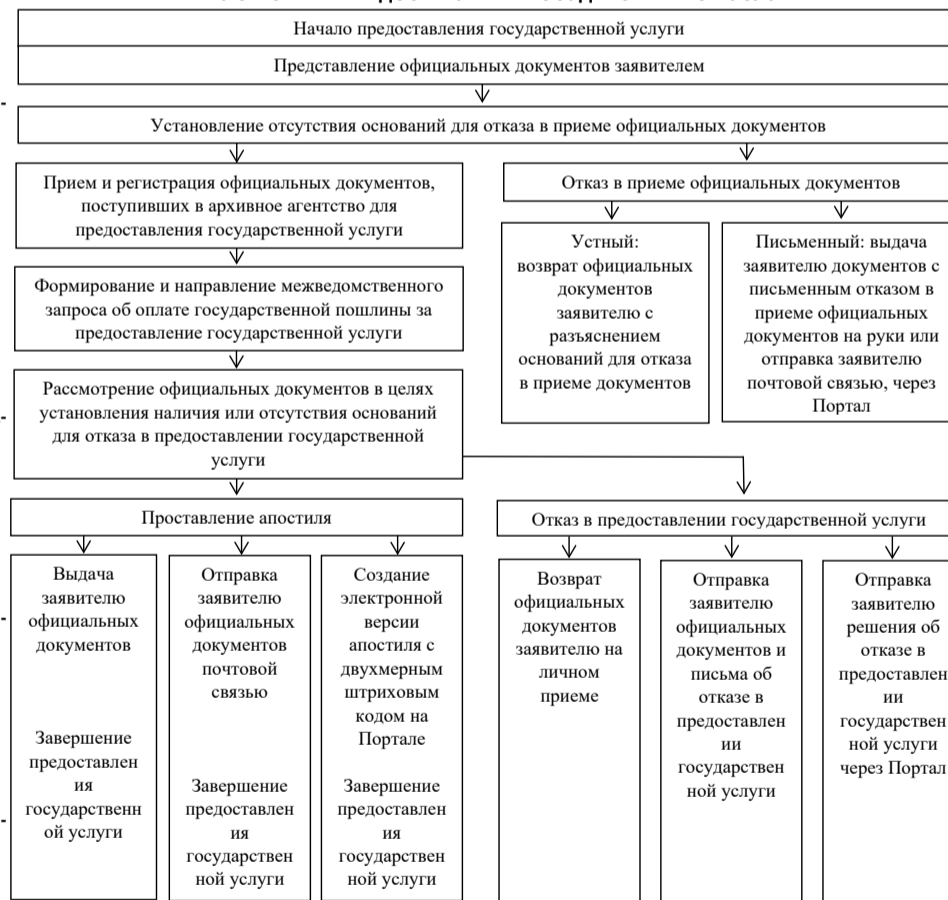 Начало предоставления государственной услуги
Представление официальных документов заявителем
Установление отсутствия оснований для отказа в приеме официальных документов
Прием и регистрация официальных документов,
поступивших в архивное агентство для
предоставления государственной услуги
Формирование и направление межведомственного
запроса об оплате государственной пошлины за
предоставление государственной услуги
Рассмотрение официальных документов в целях
установления наличия или отсутствия оснований
для отказа в предоставлении государственной
услуги
Отказ в приеме официальных документов
Устный:
возврат официальных
документов
заявителю с
разъяснением
оснований для отказа
в приеме документов
Письменный: выдача
заявителю документов с
письменным отказом в
приеме официальных
документов на руки или
отправка заявителю
почтовой связью, через
Портал
Проставление апостиля
Выдача
заявителю
официальных
документов
Завершение
предоставлен
ия
государственн
ой услуги
Отправка
заявителю
официальных
документов
почтовой
связью
Завершение
предоставлен
ия
государствен
ной услуги
Создание
электронной
версии
апостиля с
двухмерным
штриховым
кодом на
Портале
Завершение
предоставлен
ия
государствен
ной услуги
Отказ в предоставлении государственной услуги
Возврат
официальных
документов
заявителю на
личном
приеме
Отправка
заявителю
официальных
документов и
письма об
отказе в
предоставлен
ии
государствен
ной услуги
Отправка
заявителю
решения об
отказе в
предоставлен
ии
государствен
ной услуги
через Портал